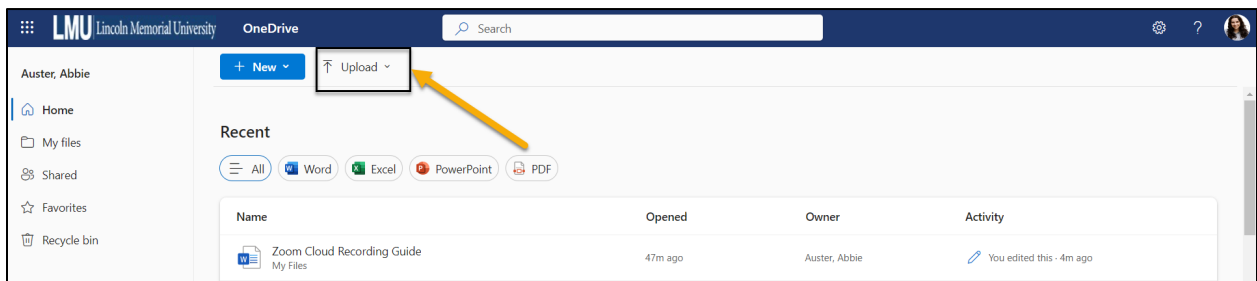 LMU Lincoln Memorial University OneDrive Search ?
Auster, Abbie
Home
My files
Shared
Favorites
Recycle bin
+ New Upload
Recent
All Word Excel PowerPoint PDF
Name Opened Owner Activity
Zoom Cloud Recording Guide 47m ago Auster, Abbie You edited this · 4m ago
My Files